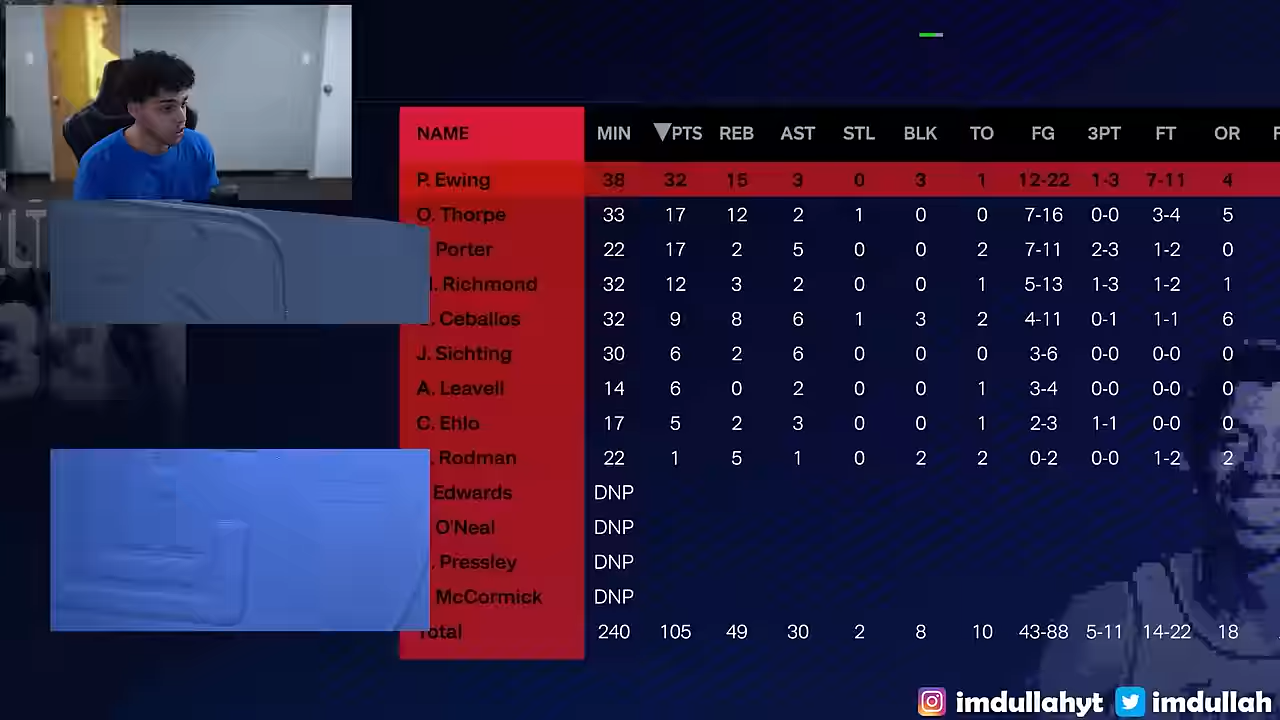 NAME MIN PTS REB AST STL BLK TO FG 3PT FT OR
P. Ewing 38 32 15 3 0 3 1 12-22 1-3 7-11 4
O. Thorpe 33 17 12 2 1 0 0 7-16 0-0 3-4 5
Porter 22 17 2 5 0 0 2 7-11 2-3 1-2 0
Richmond 32 12 3 2 0 0 1 5-13 1-3 1-2 1
Ceballos 32 9 8 6 1 3 2 4-11 0-1 1-1 6
J. Sichting 30 6 2 6 0 0 0 3-6 0-0 0-0 0
A. Leavell 14 6 0 2 0 0 1 3-4 0-0 0-0 0
C. Ehlo 17 5 2 3 0 0 1 2-3 1-1 0-0 0
Rodman 22 1 5 1 0 2 2 0-2 0-0 1-2 2
Edwards DNP
O'Neal DNP
Pressley DNP
McCormick DNP
Total 240 105 49 30 2 8 10 43-88 5-11 14-22 18
imdullahyt imdullah